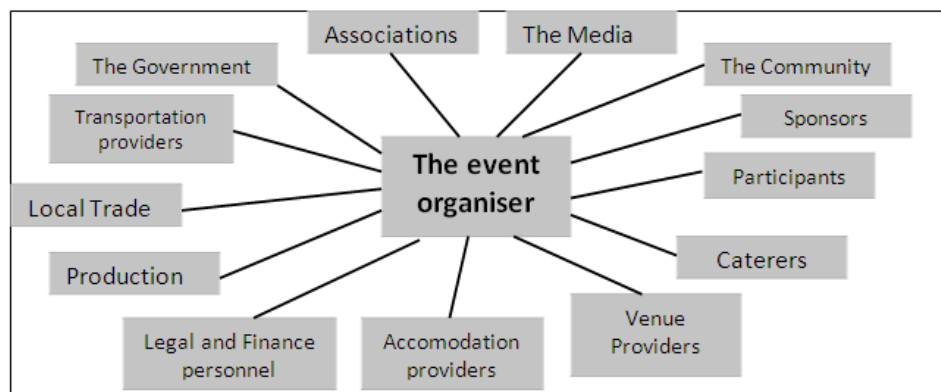 Associations
The Media
The Government
The Community
Transportation
providers
Sponsors
The event
organiser
Participants
Local Trade
Production
Caterers
Legal and Finance
personnel
Accomodation
providers
Venue
Providers